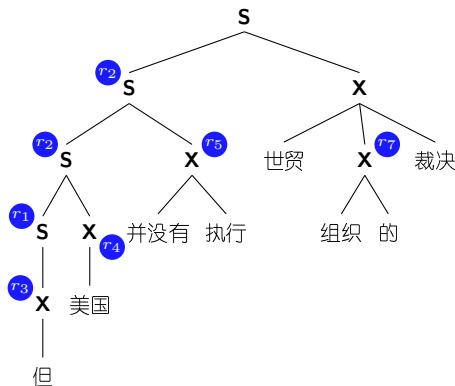 S
r2 S X
r2 S X r5 世贸 X r7 裁决
r1 S X r4 并没有 执行 组织 的
r3 X 美国
但